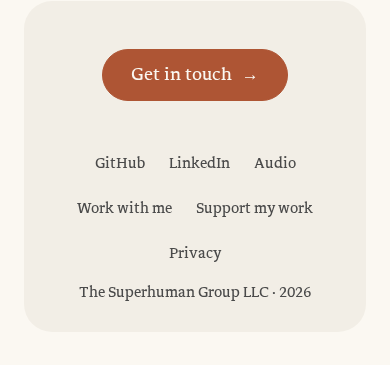 Get in touch →
GitHub LinkedIn Audio
Work with me Support my work
Privacy
The Superhuman Group LLC · 2026